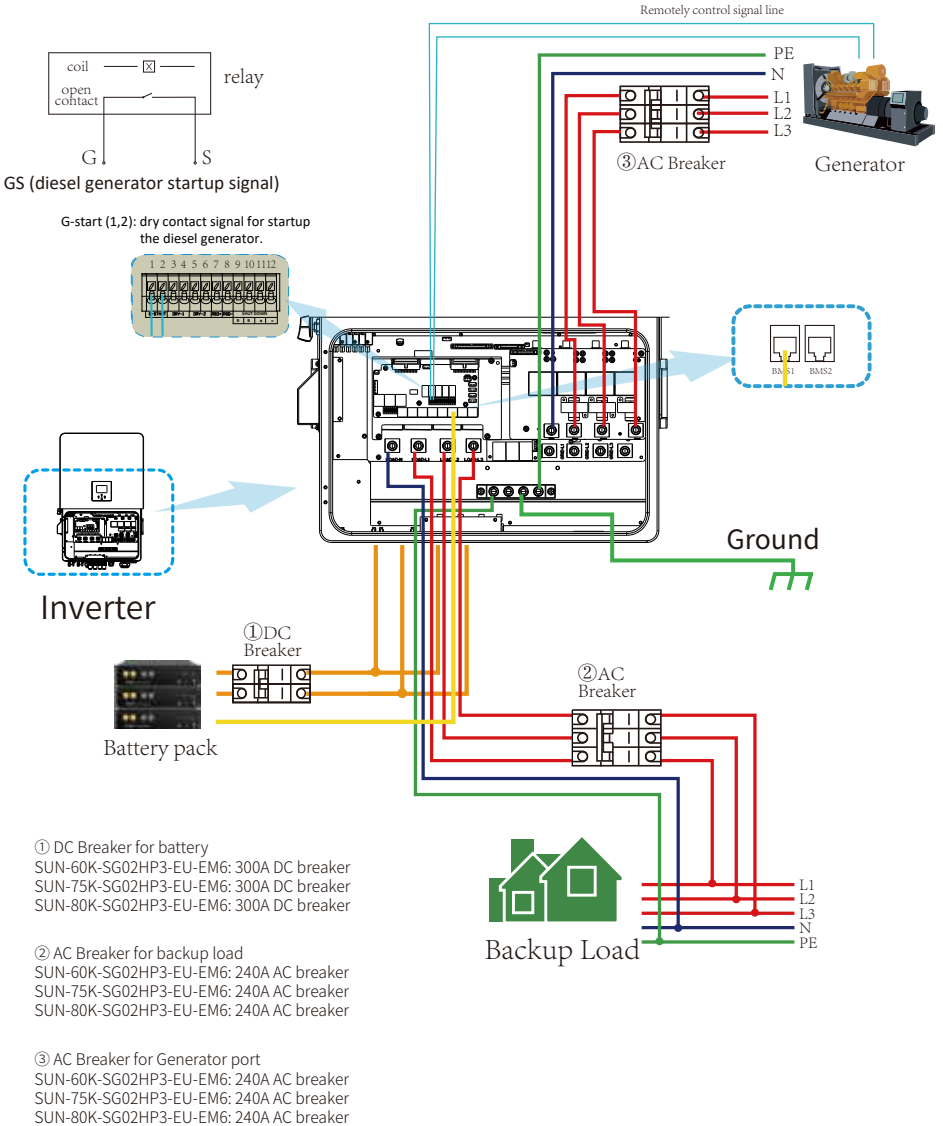 Remotely control signal line
PE
N
L1
L2
L3
coil
relay
open
contact
G
S
GS (diesel generator startup signal)
③AC Breaker
Generator
G-start (1,2): dry contact signal for startup
the diesel generator.
1 2 3 4 5 6 7 8 9 10 11 12
BMS1
BMS2
Inverter
Ground
①DC
Breaker
②AC
Breaker
Battery pack
Backup Load
L1
L2
L3
N
PE
① DC Breaker for battery
SUN-60K-SG02HP3-EU-EM6: 300A DC breaker
SUN-75K-SG02HP3-EU-EM6: 300A DC breaker
SUN-80K-SG02HP3-EU-EM6: 300A DC breaker
② AC Breaker for backup load
SUN-60K-SG02HP3-EU-EM6: 240A AC breaker
SUN-75K-SG02HP3-EU-EM6: 240A AC breaker
SUN-80K-SG02HP3-EU-EM6: 240A AC breaker
③ AC Breaker for Generator port
SUN-60K-SG02HP3-EU-EM6: 240A AC breaker
SUN-75K-SG02HP3-EU-EM6: 240A AC breaker
SUN-80K-SG02HP3-EU-EM6: 240A AC breaker